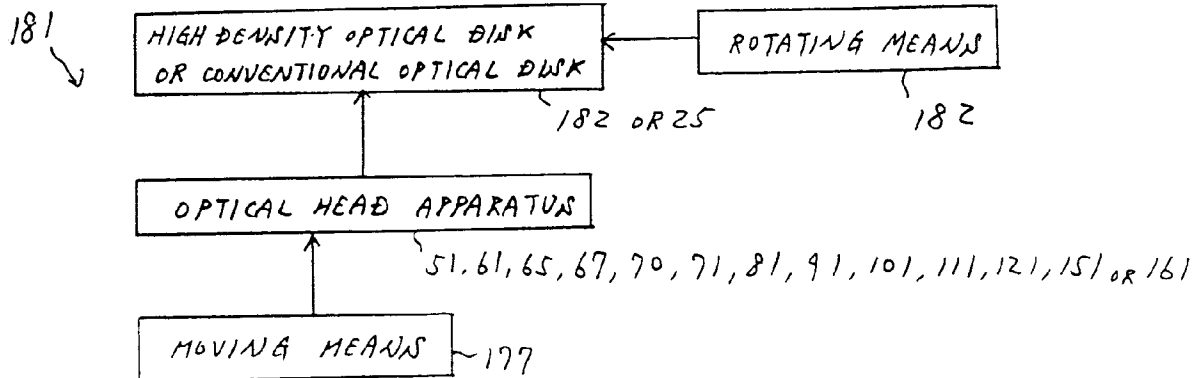 181
HIGH DENSITY OPTICAL DISK
OR CONVENTIONAL OPTICAL DISK
ROTATING MEANS
182 OR 25
182
OPTICAL HEAD APPARATUS
51, 61, 65, 67, 70, 71, 81, 91, 101, 111, 121, 151 OR 161
MOVING MEANS
177